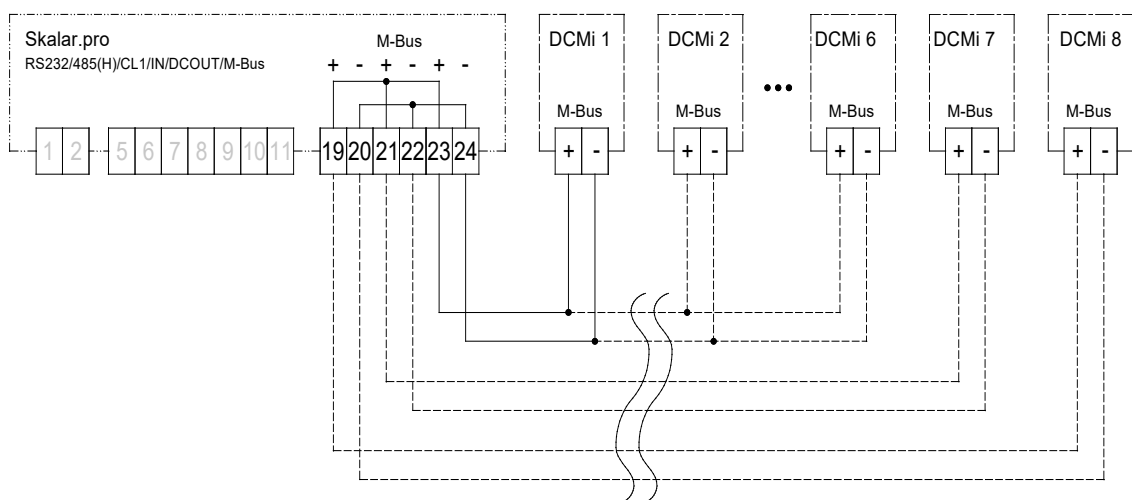 Skalar.pro
RS232/485(H)/CL1/IN/DCOUT/M-Bus
M-Bus
+ - + - + -
1 2 5 6 7 8 9 10 11 19 20 21 22 23 24
DCMi 1
M-Bus
+ -
DCMi 2
M-Bus
+ -
•••
DCMi 6
M-Bus
+ -
DCMi 7
M-Bus
+ -
DCMi 8
M-Bus
+ -